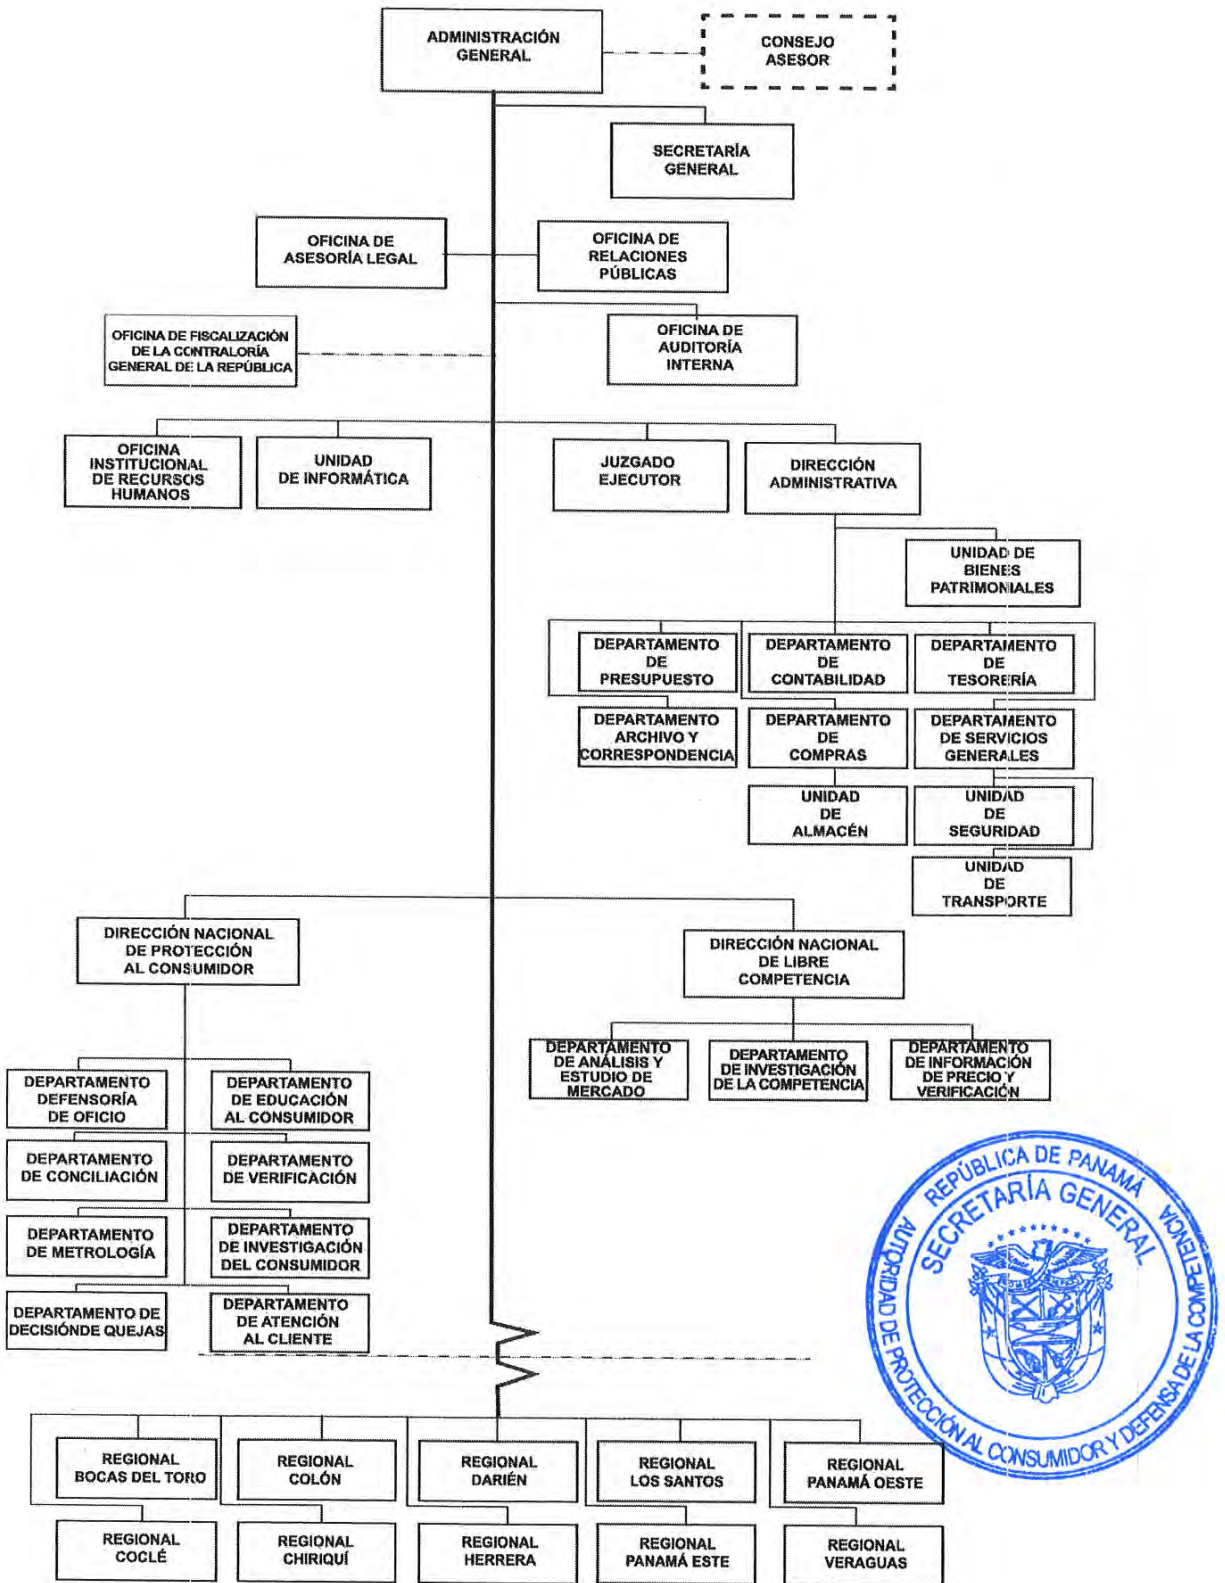 ADMINISTRACIÓN
GENERAL
CONSEJO
ASESOR
SECRETARÍA
GENERAL
OFICINA DE
ASESORÍA LEGAL
OFICINA DE
RELACIONES
PÚBLICAS
OFICINA DE FISCALIZACIÓN
DE LA CONTRALORÍA
GENERAL DE LA REPÚBLICA
OFICINA DE
AUDITORÍA
INTERNA
OFICINA
INSTITUCIONAL
DE RECURSOS
HUMANOS
UNIDAD
DE INFORMÁTICA
JUZGADO
EJECUTOR
DIRECCIÓN
ADMINISTRATIVA
UNIDAD DE
BIENES
PATRIMONIALES
DEPARTAMENTO
DE
PRESUPUESTO
DEPARTAMENTO
DE
CONTABILIDAD
DEPARTAMENTO
DE
TESORERÍA
DEPARTAMENTO
ARCHIVO Y
CORRESPONDENCIA
DEPARTAMENTO
DE
COMPRAS
DEPARTAMENTO
DE SERVICIOS
GENERALES
UNIDAD
DE
ALMACÉN
UNIDAD
DE
SEGURIDAD
UNIDAD
DE
TRANSPORTE
DIRECCIÓN NACIONAL
DE PROTECCIÓN
AL CONSUMIDOR
DIRECCIÓN NACIONAL
DE LIBRE
COMPETENCIA
DEPARTAMENTO
DE ANÁLISIS Y
ESTUDIO DE
MERCADO
DEPARTAMENTO
DE INVESTIGACIÓN
DE LA COMPETENCIA
DEPARTAMENTO
DE INFORMACIÓN
DE PRECIO Y
VERIFICACIÓN
DEPARTAMENTO
DEFENSORÍA
DE OFICIO
DEPARTAMENTO
DE EDUCACIÓN
AL CONSUMIDOR
DEPARTAMENTO
DE CONCILIACIÓN
DEPARTAMENTO
DE VERIFICACIÓN
DEPARTAMENTO
DE METROLOGÍA
DEPARTAMENTO
DE INVESTIGACIÓN
DEL CONSUMIDOR
DEPARTAMENTO DE
DECISIÓNDE QUEJAS
DEPARTAMENTO
DE ATENCIÓN
AL CLIENTE
REPÚBLICA DE PANAMÁ
SECRETARÍA GENERAL
AUTORIDAD DE PROTECCIÓN AL CONSUMIDOR Y DEFENSA DE LA COMPETENCIA
REGIONAL
BOCAS DEL TORO
REGIONAL
COLÓN
REGIONAL
DARIÉN
REGIONAL
LOS SANTOS
REGIONAL
PANAMÁ OESTE
REGIONAL
COCLÉ
REGIONAL
CHIRIQUÍ
REGIONAL
HERRERA
REGIONAL
PANAMÁ ESTE
REGIONAL
VERAGUAS